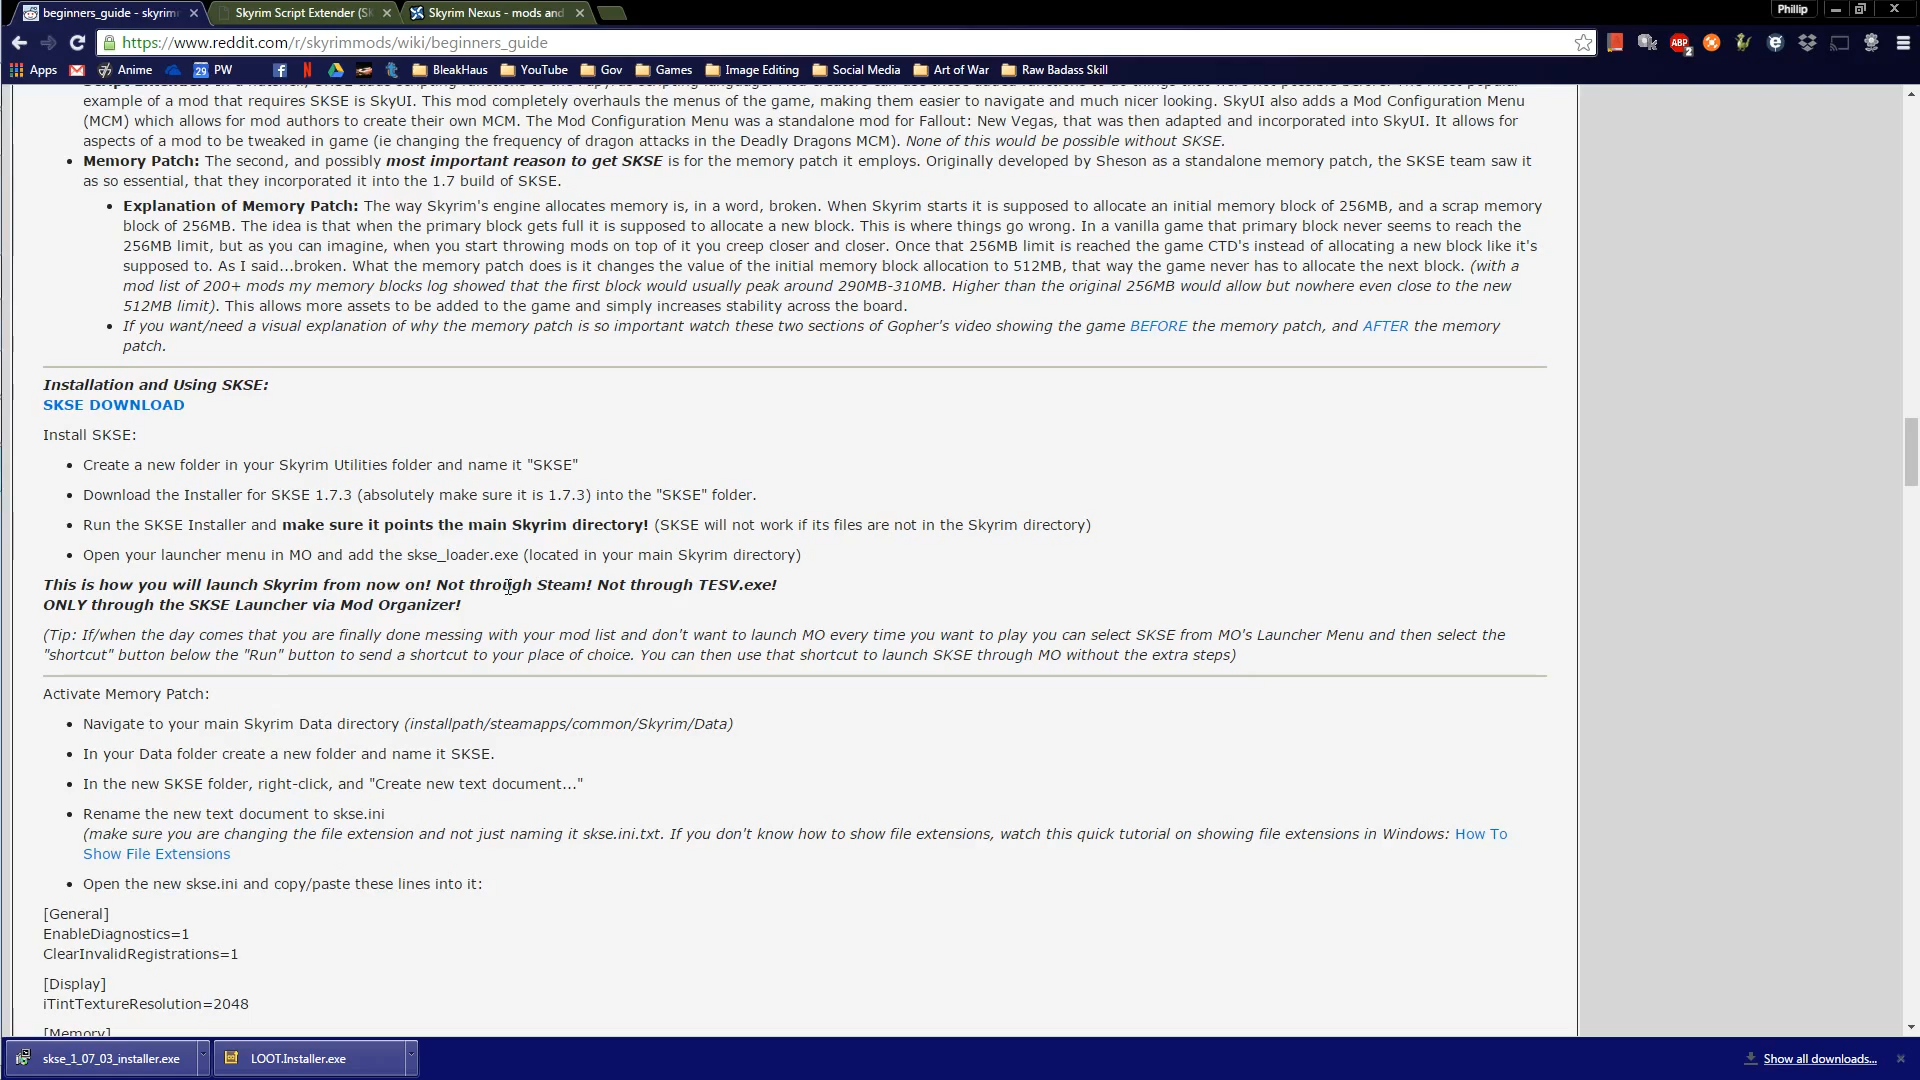 beginners_guide - skyrimm
Skyrim Script Extender (SK
Skyrim Nexus - mods and
Phillip
https://www.reddit.com/r/skyrimmods/wiki/beginners_guide
Apps
Anime
29 PW
BleakHaus
YouTube
Gov
Games
Image Editing
Social Media
Art of War
Raw Badass Skill
ABP
2
example of a mod that requires SKSE is SkyUI. This mod completely overhauls the menus of the game, making them easier to navigate and much nicer looking. SkyUI also adds a Mod Configuration Menu
(MCM) which allows for mod authors to create their own MCM. The Mod Configuration Menu was a standalone mod for Fallout: New Vegas, that was then adapted and incorporated into SkyUI. It allows for
aspects of a mod to be tweaked in game (ie changing the frequency of dragon attacks in the Deadly Dragons MCM). None of this would be possible without SKSE.
• Memory Patch: The second, and possibly most important reason to get SKSE is for the memory patch it employs. Originally developed by Sheson as a standalone memory patch, the SKSE team saw it
as so essential, that they incorporated it into the 1.7 build of SKSE.
• Explanation of Memory Patch: The way Skyrim's engine allocates memory is, in a word, broken. When Skyrim starts it is supposed to allocate an initial memory block of 256MB, and a scrap memory
block of 256MB. The idea is that when the primary block gets full it is supposed to allocate a new block. This is where things go wrong. In a vanilla game that primary block never seems to reach the
256MB limit, but as you can imagine, when you start throwing mods on top of it you creep closer and closer. Once that 256MB limit is reached the game CTD's instead of allocating a new block like it's
supposed to. As I said...broken. What the memory patch does is it changes the value of the initial memory block allocation to 512MB, that way the game never has to allocate the next block. (with a
mod list of 200+ mods my memory blocks log showed that the first block would usually peak around 290MB-310MB. Higher than the original 256MB would allow but nowhere even close to the new
512MB limit). This allows more assets to be added to the game and simply increases stability across the board.
• If you want/need a visual explanation of why the memory patch is so important watch these two sections of Gopher's video showing the game BEFORE the memory patch, and AFTER the memory
patch.
Installation and Using SKSE:
SKSE DOWNLOAD
Install SKSE:
• Create a new folder in your Skyrim Utilities folder and name it "SKSE"
• Download the Installer for SKSE 1.7.3 (absolutely make sure it is 1.7.3) into the "SKSE" folder.
• Run the SKSE Installer and make sure it points the main Skyrim directory! (SKSE will not work if its files are not in the Skyrim directory)
• Open your launcher menu in MO and add the skse_loader.exe (located in your main Skyrim directory)
This is how you will launch Skyrim from now on! Not through Steam! Not through TESV.exe!
ONLY through the SKSE Launcher via Mod Organizer!
(Tip: If/when the day comes that you are finally done messing with your mod list and don't want to launch MO every time you want to play you can select SKSE from MO's Launcher Menu and then select the
"shortcut" button below the "Run" button to send a shortcut to your place of choice. You can then use that shortcut to launch SKSE through MO without the extra steps)
Activate Memory Patch:
• Navigate to your main Skyrim Data directory (installpath/steamapps/common/Skyrim/Data)
• In your Data folder create a new folder and name it SKSE.
• In the new SKSE folder, right-click, and "Create new text document..."
• Rename the new text document to skse.ini
(make sure you are changing the file extension and not just naming it skse.ini.txt. If you don't know how to show file extensions, watch this quick tutorial on showing file extensions in Windows: How To
Show File Extensions
• Open the new skse.ini and copy/paste these lines into it:
[General]
EnableDiagnostics=1
ClearInvalidRegistrations=1
[Display]
iTintTextureResolution=2048
[Memory]
skse_1_07_03_installer.exe
LOOT.Installer.exe
Show all downloads...